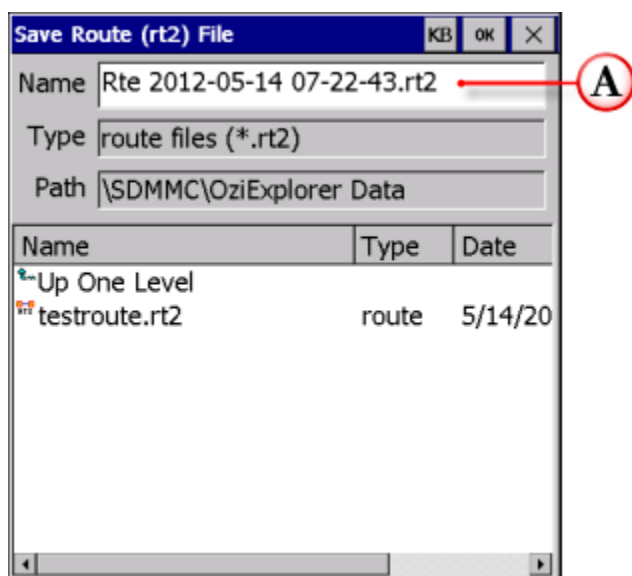 Save Route (rt2) File KB OK
Name Rte 2012-05-14 07-22-43.rt2 A
Type route files (*.rt2)
Path \SDMMC\OziExplorer Data
Name Type Date
Up One Level
testroute.rt2 route 5/14/20